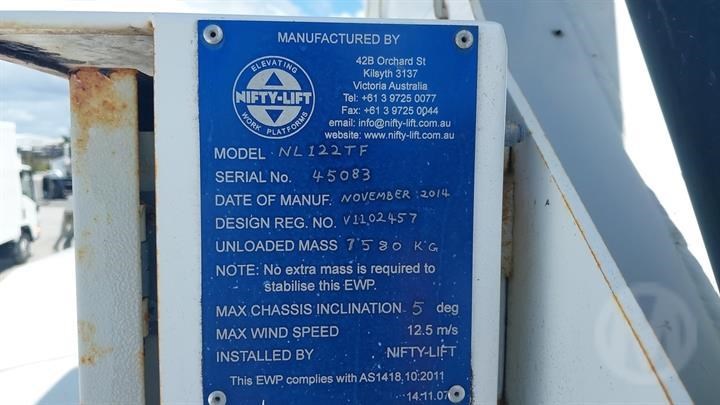 MANUFACTURED BY
ELEVATING
NIFTY-LIFT
WORK PLATFORMS
42B Orchard St
Kilsyth 3137
Victoria Australia
Tel: +61 3 9725 0077
Fax: +61 3 9725 0044
email: info@nifty-lift.com.au
website: www.nifty-lift.com.au
MODEL NL122TF
SERIAL No. 45083
DATE OF MANUF. NOVEMBER 2014
DESIGN REG. NO. V1102457
UNLOADED MASS 7580 KG
NOTE: No extra mass is required to
stabilise this EWP.
MAX CHASSIS INCLINATION 5 deg
MAX WIND SPEED 12.5 m/s
INSTALLED BY NIFTY-LIFT
This EWP complies with AS1418.10:2011
14.11.07